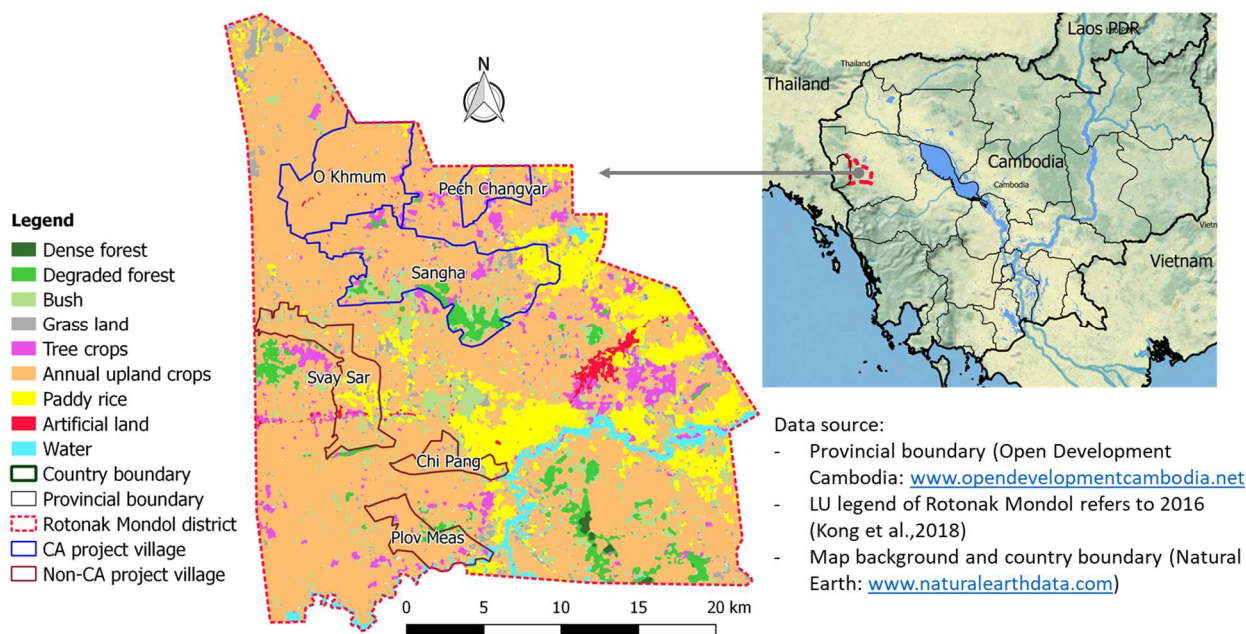 N
O Khmum
Pech Changvar
Sangha
Svay Sar
Chi Pang
Plov Meas
Legend
Dense forest
Degraded forest
Bush
Grass land
Tree crops
Annual upland crops
Paddy rice
Artificial land
Water
Country boundary
Provincial boundary
Rotonak Mondol district
CA project village
Non-CA project village
0 5 10 15 20 km
Laos PDR
Thailand
Thailand
Cambodia
Cambodia
Vietnam
Data source:
- Provincial boundary (Open Development
Cambodia: www.opendevelopmentcambodia.net
- LU legend of Rotonak Mondol refers to 2016
(Kong et al.,2018)
- Map background and country boundary (Natural
Earth: www.naturalearthdata.com)